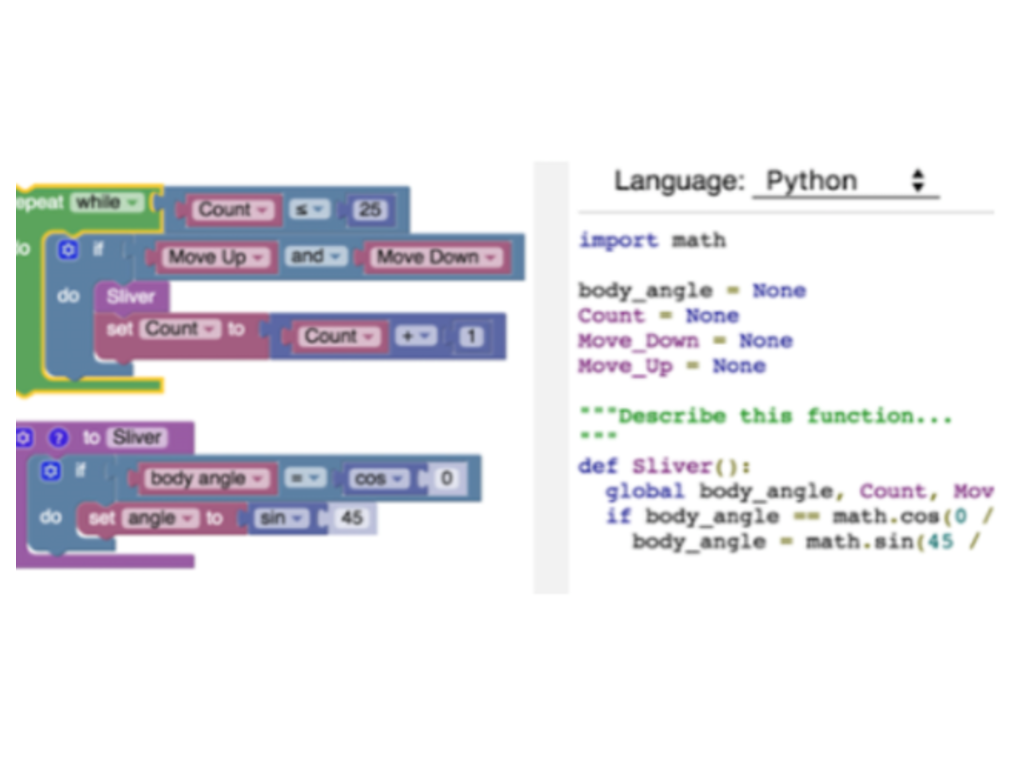 epeat while Count ≤ 25
do if Move Up and Move Down
do Sliver
set Count to Count + 1
? to Sliver
if body angle = cos 0
do set angle to sin 45
Language: Python
import math
body_angle = None
Count = None
Move_Down = None
Move_Up = None
"""Describe this function...
"""
def Sliver():
global body_angle, Count, Mov
if body_angle == math.cos(0 /
body_angle = math.sin(45 /